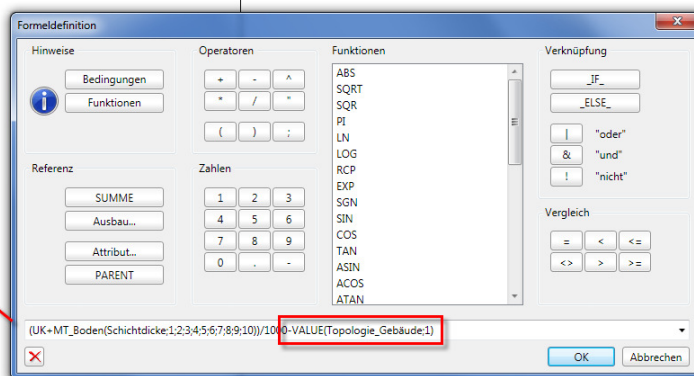 Formeldefinition
Hinweise
Bedingungen
Funktionen
Referenz
SUMME
Ausbau...
Attribut...
PARENT
Operatoren
+ - ^
* / "
( ) ;
Zahlen
1 2 3
4 5 6
7 8 9
0 . -
Funktionen
ABS
SQRT
SQR
PI
LN
LOG
RCP
EXP
SGN
SIN
COS
TAN
ASIN
ACOS
ATAN
Verknüpfung
_IF_
_ELSE_
| "oder"
& "und"
! "nicht"
Vergleich
= < <=
<> > >=
(UK+MT_Boden(Schichtdicke;1;2;3;4;5;6;7;8;9;10))/1000-VALUE(Topologie_Gebäude;1)
OK Abbrechen